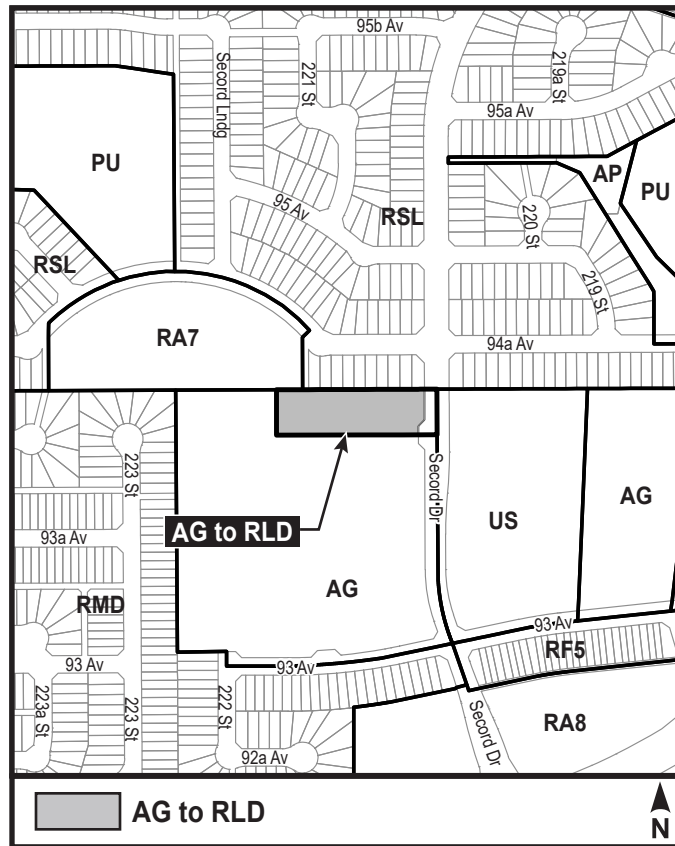 95b Av
Secord Lndg
221 St
219a St
95a Av
PU
AP
PU
95 Av
RSL
220 St
RSL
219 St
RA7
94a Av
223 St
Secord Dr
AG to RLD
US
AG
93a Av
AG
RMD
93 Av
RF5
93 Av
93 Av
223a St
223 St
222 St
Secord Dr
RA8
92a Av
AG to RLD
N